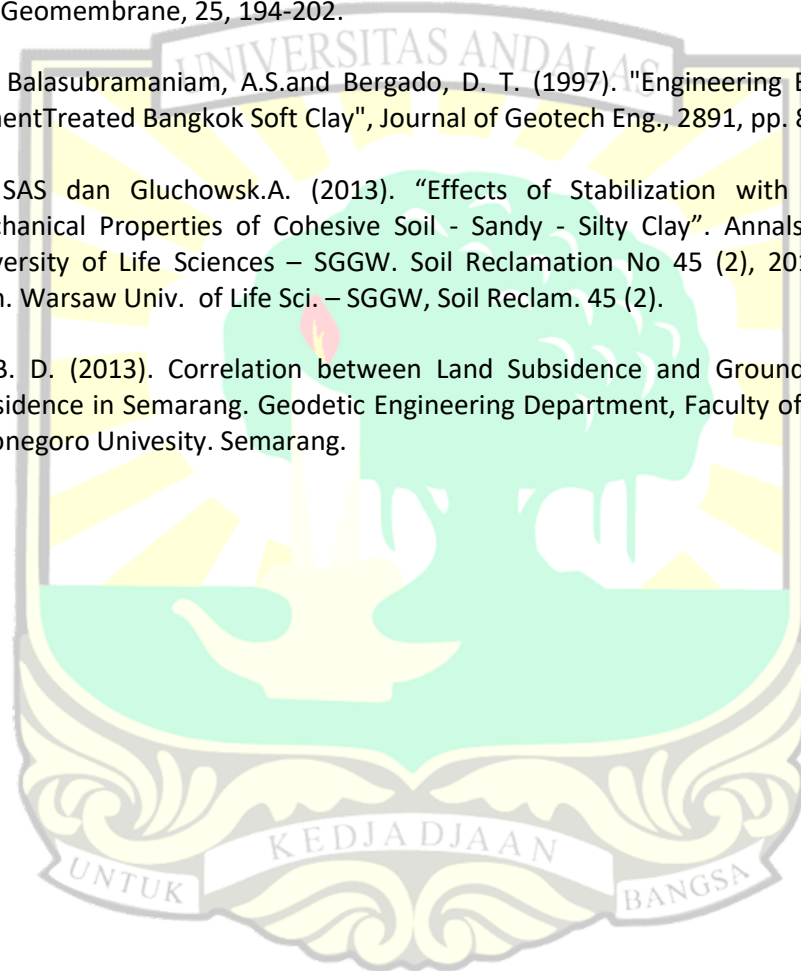 Geomembrane, 25, 194-202.
UNIVERSITAS ANDALAS
Balasubramaniam, A.S.and Bergado, D. T. (1997). "Engineering
mentTreated Bangkok Soft Clay", Journal of Geotech Eng., 2891, pp. 8
SAS dan Gluchowsk.A. (2013). “Effects of Stabilization with
chanical Properties of Cohesive Soil - Sandy - Silty Clay”. Annals
versity of Life Sciences – SGGW. Soil Reclamation No 45 (2), 201
n. Warsaw Univ. of Life Sci. – SGGW, Soil Reclam. 45 (2).
B. D. (2013). Correlation between Land Subsidence and Ground
sidence in Semarang. Geodetic Engineering Department, Faculty of
onegoro Univesity. Semarang.
UNTUK KEDJADJAAN BANGSA